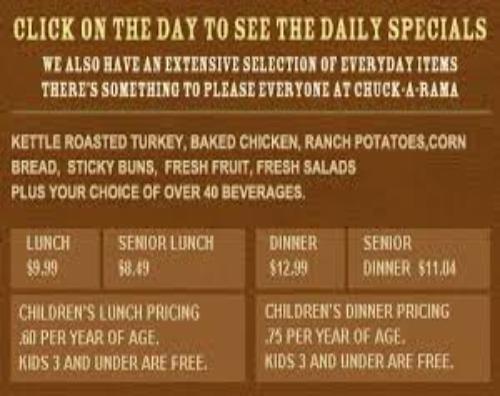 CLICK ON THE DAY TO SEE THE DAILY SPECIALS
WE ALSO HAVE AN EXTENSIVE SELECTION OF EVERYDAY ITEMS
THERE'S SOMETHING TO PLEASE EVERYONE AT CHUCK-A-RAMA
KETTLE ROASTED TURKEY, BAKED CHICKEN, RANCH POTATOES,CORN
BREAD, STICKY BUNS, FRESH FRUIT, FRESH SALADS
PLUS YOUR CHOICE OF OVER 40 BEVERAGES.
LUNCH
$9.99
SENIOR LUNCH
$8.49
DINNER
$12.99
SENIOR
DINNER $11.04
CHILDREN'S LUNCH PRICING
.60 PER YEAR OF AGE.
KIDS 3 AND UNDER ARE FREE.
CHILDREN'S DINNER PRICING
.75 PER YEAR OF AGE.
KIDS 3 AND UNDER ARE FREE.